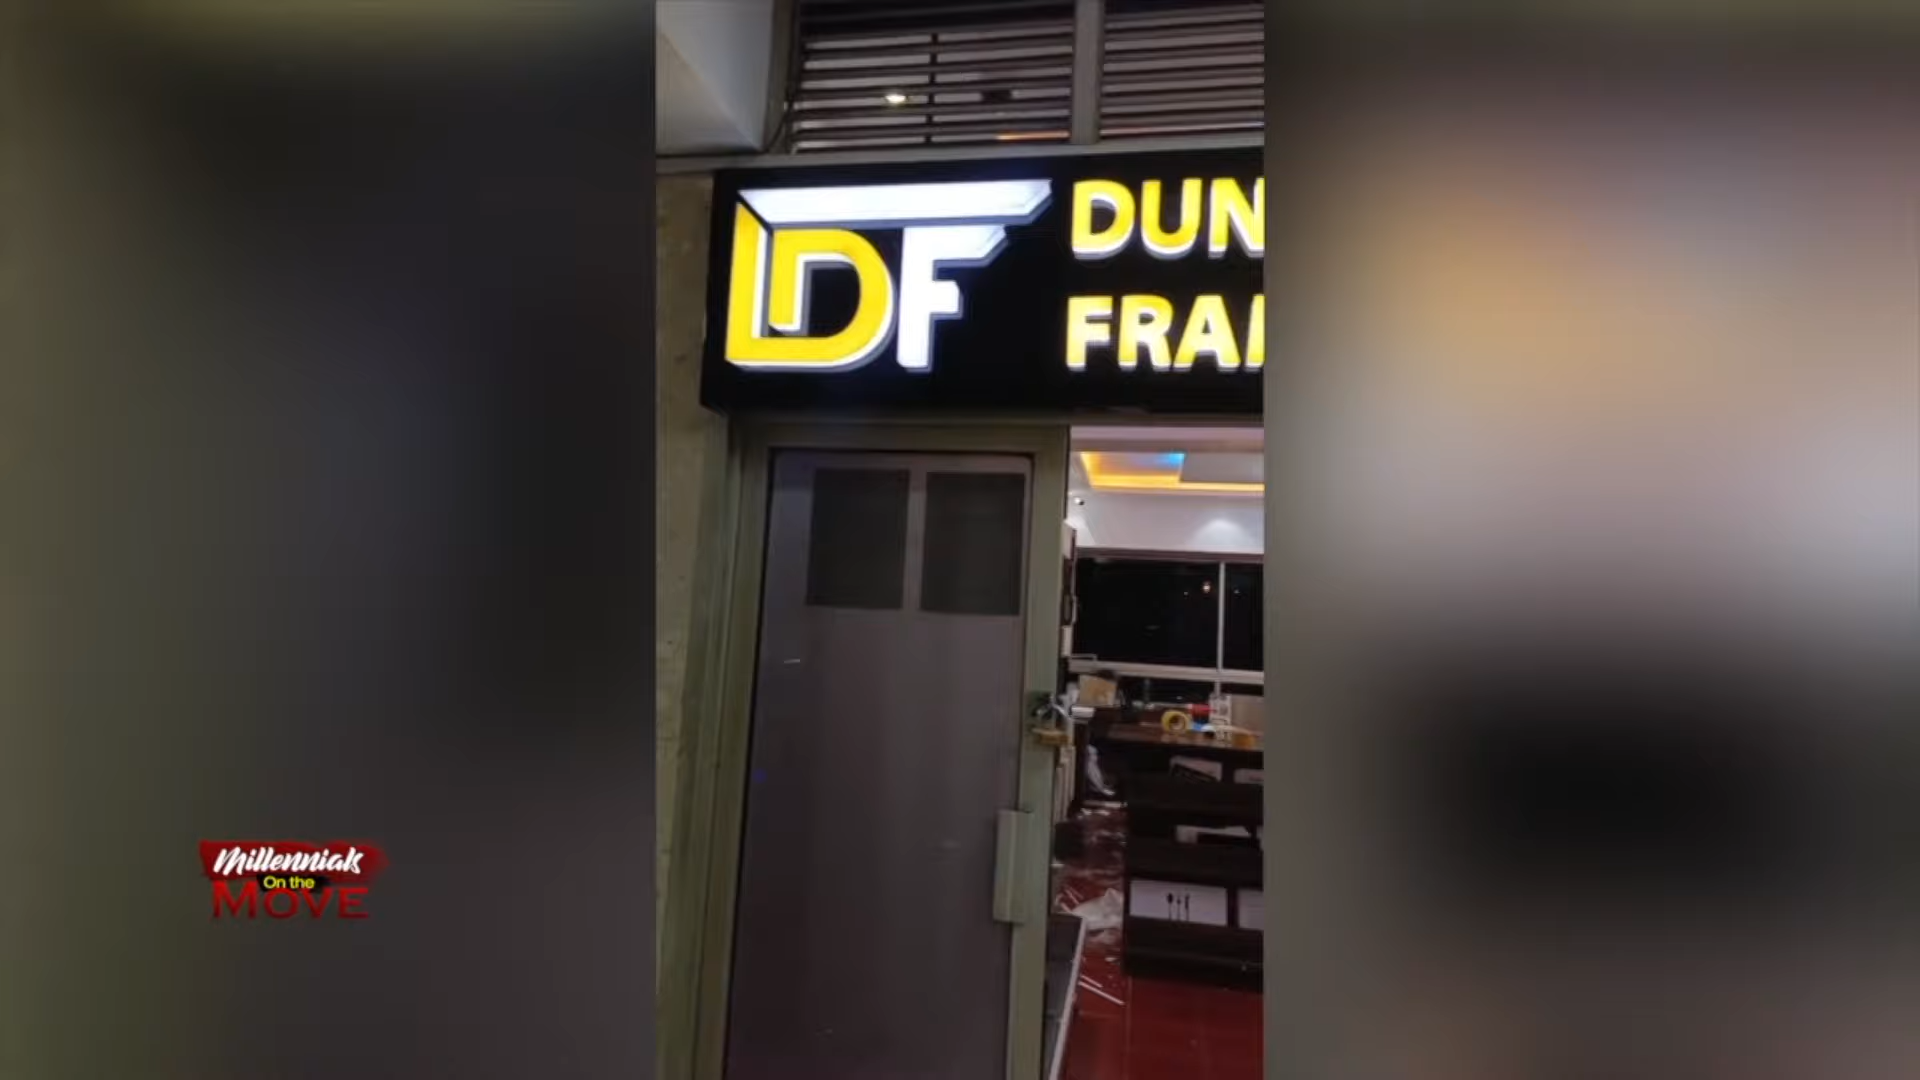 DF
DUN
FRA
Millennials
On the
MOVE